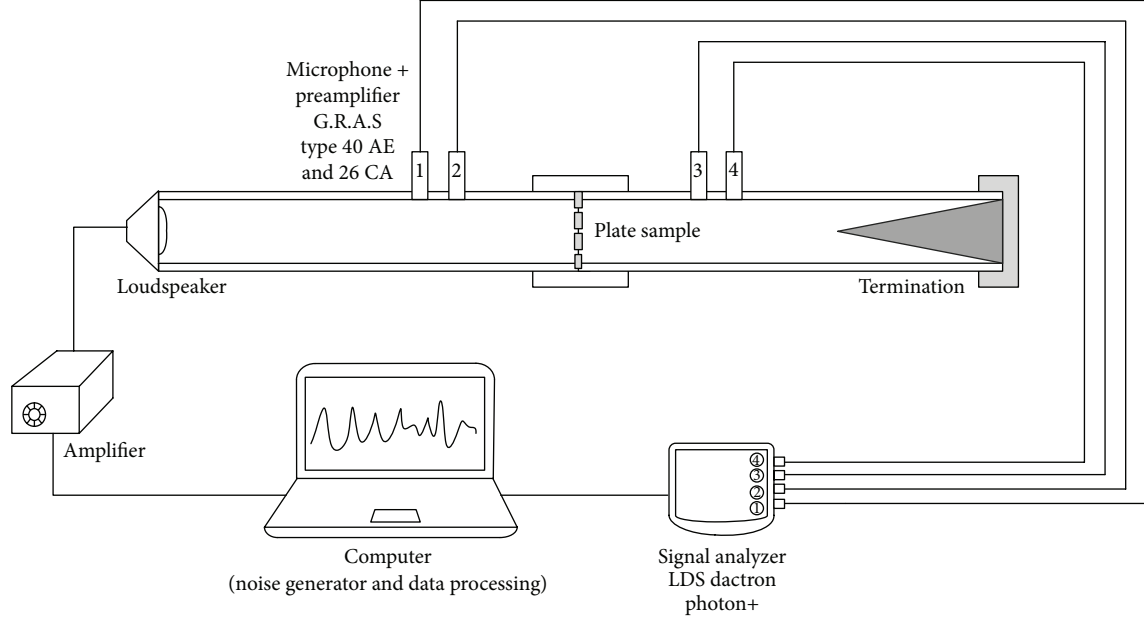 Microphone +
preamplifier
G.R.A.S
type 40 AE
and 26 CA
1
2
3
4
Plate sample
Loudspeaker
Termination
Amplifier
4
3
2
1
Computer
(noise generator and data processing)
Signal analyzer
LDS dactron
photon+